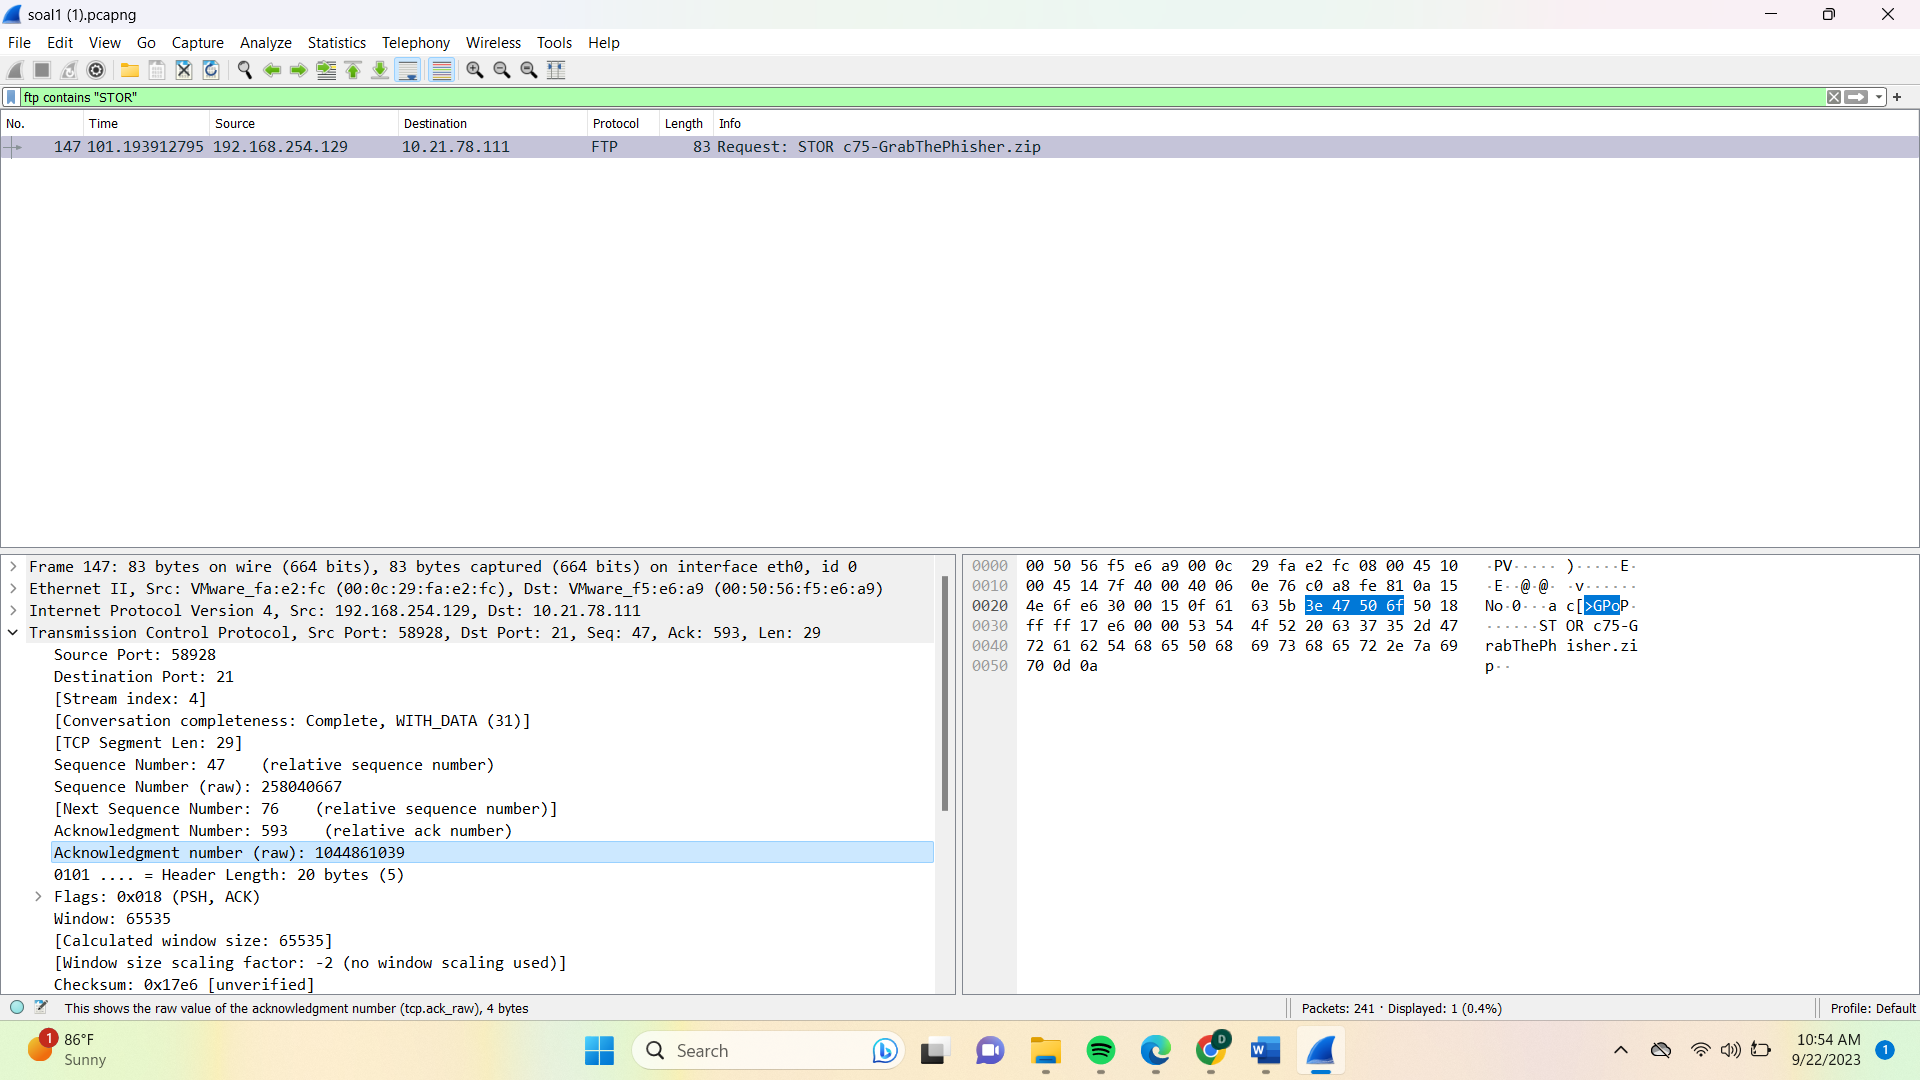 soal1 (1).pcapng
File Edit View Go Capture Analyze Statistics Telephony Wireless Tools Help
ftp contains "STOR"
No. Time Source Destination Protocol Length Info
147 101.193912795 192.168.254.129 10.21.78.111 FTP 83 Request: STOR c75-GrabThePhisher.zip
Frame 147: 83 bytes on wire (664 bits), 83 bytes captured (664 bits) on interface eth0, id 0
Ethernet II, Src: VMware_fa:e2:fc (00:0c:29:fa:e2:fc), Dst: VMware_f5:e6:a9 (00:50:56:f5:e6:a9)
Internet Protocol Version 4, Src: 192.168.254.129, Dst: 10.21.78.111
Transmission Control Protocol, Src Port: 58928, Dst Port: 21, Seq: 47, Ack: 593, Len: 29
Source Port: 58928
Destination Port: 21
[Stream index: 4]
[Conversation completeness: Complete, WITH_DATA (31)]
[TCP Segment Len: 29]
Sequence Number: 47 (relative sequence number)
Sequence Number (raw): 258040667
[Next Sequence Number: 76 (relative sequence number)]
Acknowledgment Number: 593 (relative ack number)
Acknowledgment number (raw): 1044861039
0101 .... = Header Length: 20 bytes (5)
Flags: 0x018 (PSH, ACK)
Window: 65535
[Calculated window size: 65535]
[Window size scaling factor: -2 (no window scaling used)]
Checksum: 0x17e6 [unverified]
0000 00 50 56 f5 e6 a9 00 0c 29 fa e2 fc 08 00 45 10 ·PV····· )·····E·
0010 00 45 14 7f 40 00 40 06 0e 76 c0 a8 fe 81 0a 15 ·E··@·@· ·v······
0020 4e 6f e6 30 00 15 0f 61 63 5b 3e 47 50 6f 50 18 No·0···a c[>GPoP·
0030 ff ff 17 e6 00 00 53 54 4f 52 20 63 37 35 2d 47 ······ST OR c75-G
0040 72 61 62 54 68 65 50 68 69 73 68 65 72 2e 7a 69 rabThePh isher.zi
0050 70 0d 0a p··
This shows the raw value of the acknowledgment number (tcp.ack_raw), 4 bytes
Packets: 241 · Displayed: 1 (0.4%)
Profile: Default
1
86°F
Sunny
Search
D
10:54 AM
9/22/2023
1